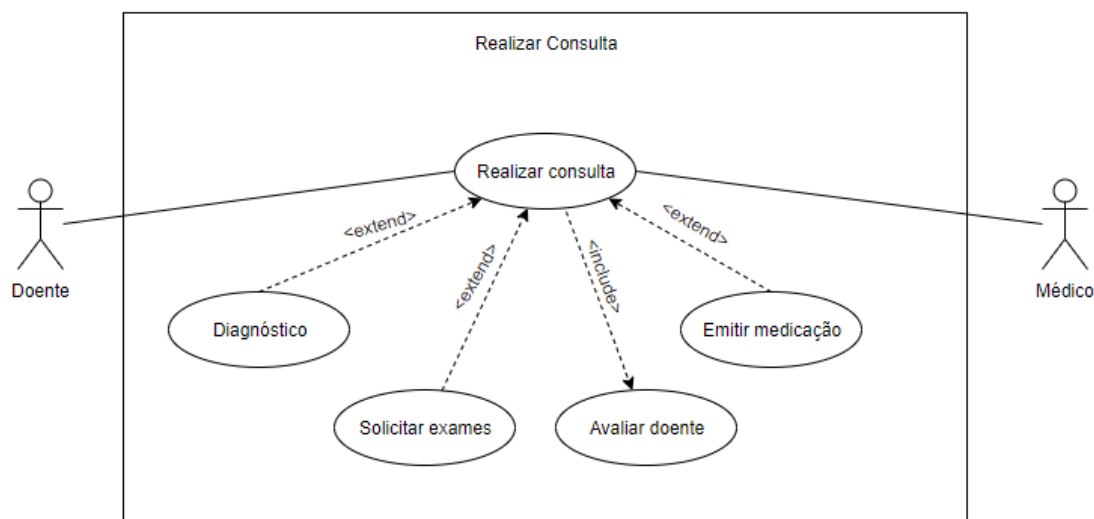 Realizar Consulta
Realizar consulta
<extend>
<extend>
<include>
<extend>
Doente
Médico
Diagnóstico
Emitir medicação
Solicitar exames
Avaliar doente